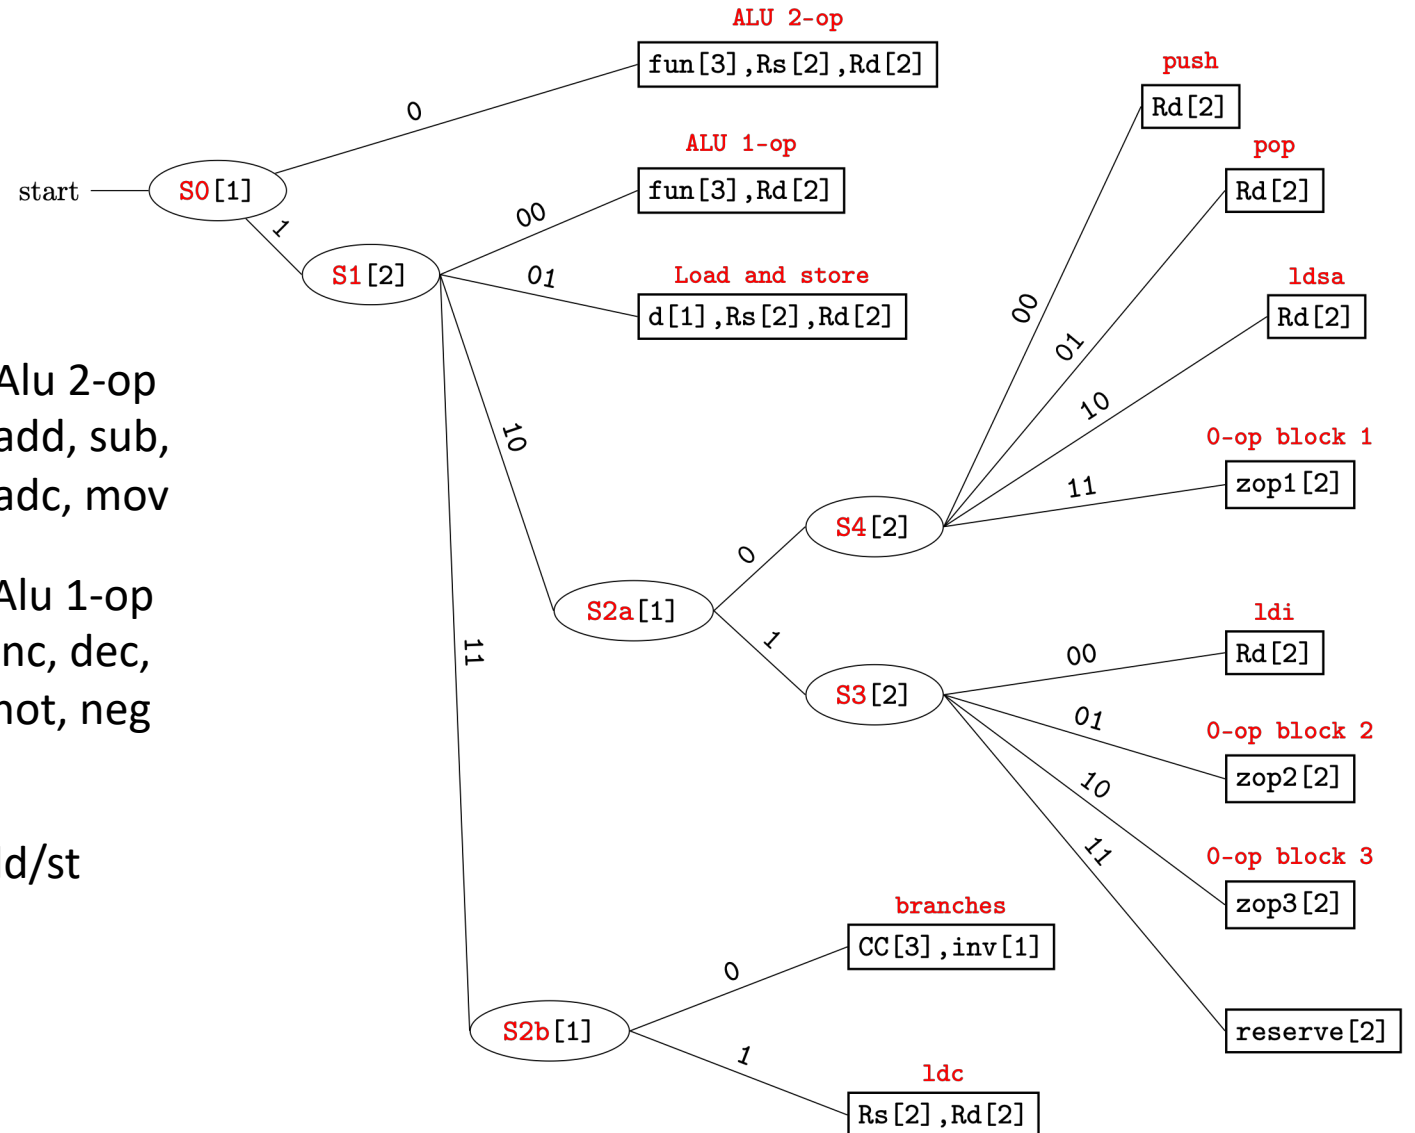 ALU 2-op
fun[3],Rs[2],Rd[2]
push
Rd[2]
0
ALU 1-op
fun[3],Rd[2]
pop
Rd[2]
start
S0[1]
00
1
S1[2]
01
Load and store
d[1],Rs[2],Rd[2]
ldsa
Rd[2]
00
01
10
Alu 2-op
add, sub,
adc, mov
10
0-op block 1
zop1[2]
11
S4[2]
0
Alu 1-op
nc, dec,
not, neg
S2a[1]
1
11
ldi
Rd[2]
00
S3[2]
01
0-op block 2
zop2[2]
10
11
ld/st
0-op block 3
zop3[2]
branches
CC[3],inv[1]
0
S2b[1]
1
reserve[2]
ldc
Rs[2],Rd[2]